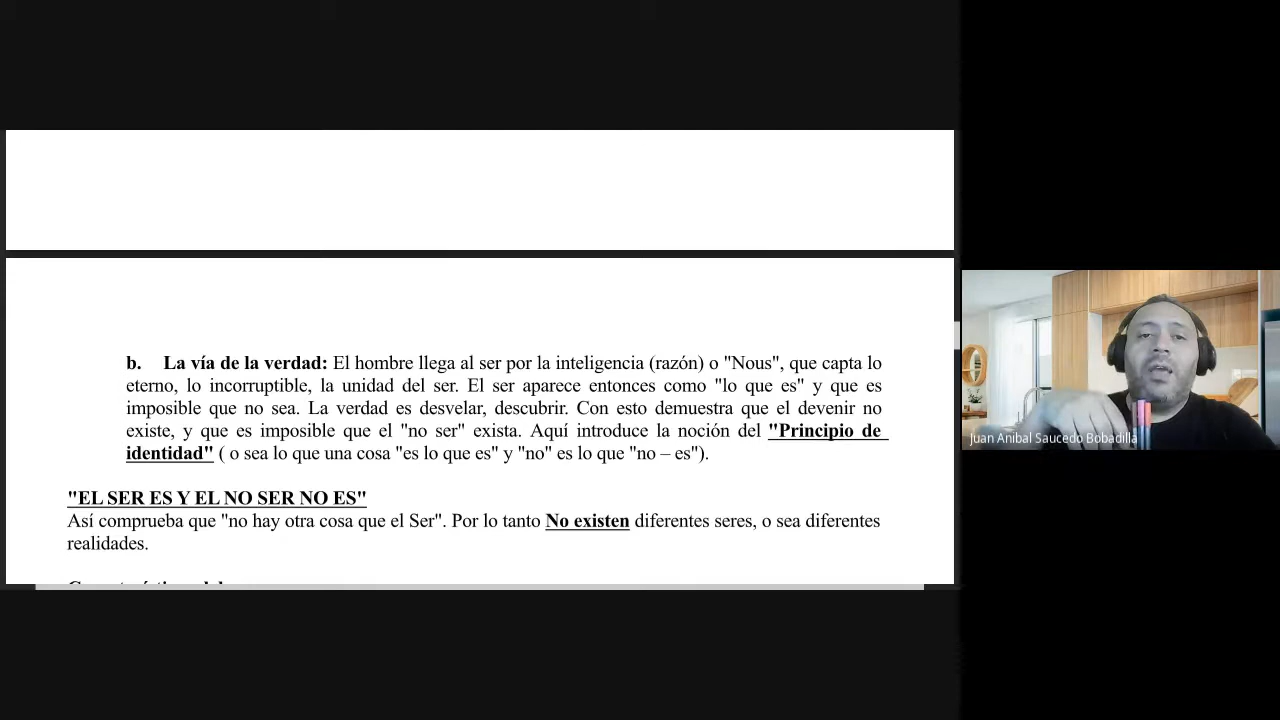 b. La vía de la verdad: El hombre llega al ser por la inteligencia (razón) o "Nous", que capta lo
eterno, lo incorruptible, la unidad del ser. El ser aparece entonces como "lo que es" y que es
imposible que no sea. La verdad es desvelar, descubrir. Con esto demuestra que el devenir no
existe, y que es imposible que el "no ser" exista. Aquí introduce la noción del "Principio de
identidad" ( o sea lo que una cosa "es lo que es" y "no" es lo que "no – es").
"EL SER ES Y EL NO SER NO ES"
Así comprueba que "no hay otra cosa que el Ser". Por lo tanto No existen diferentes seres, o sea diferentes
realidades.
Juan Anibal Saucedo Bobadilla